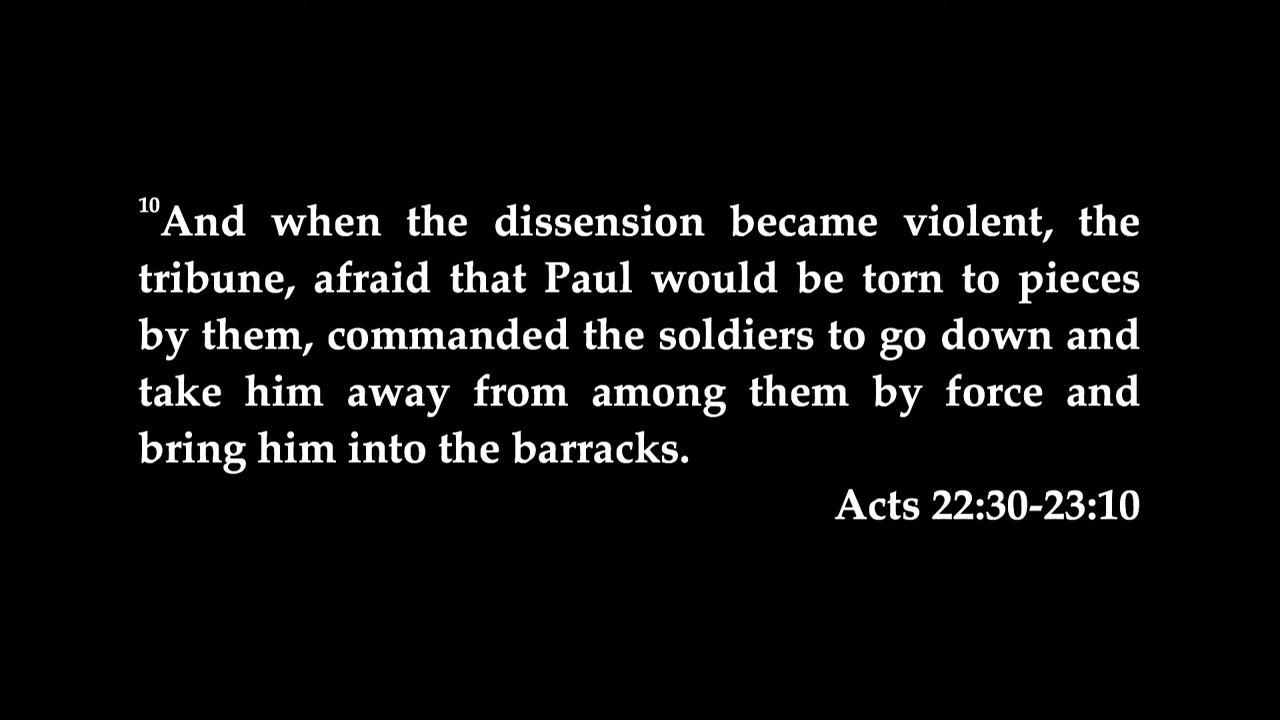 10And when the dissension became violent, the
tribune, afraid that Paul would be torn to pieces
by them, commanded the soldiers to go down and
take him away from among them by force and
bring him into the barracks.
Acts 22:30-23:10